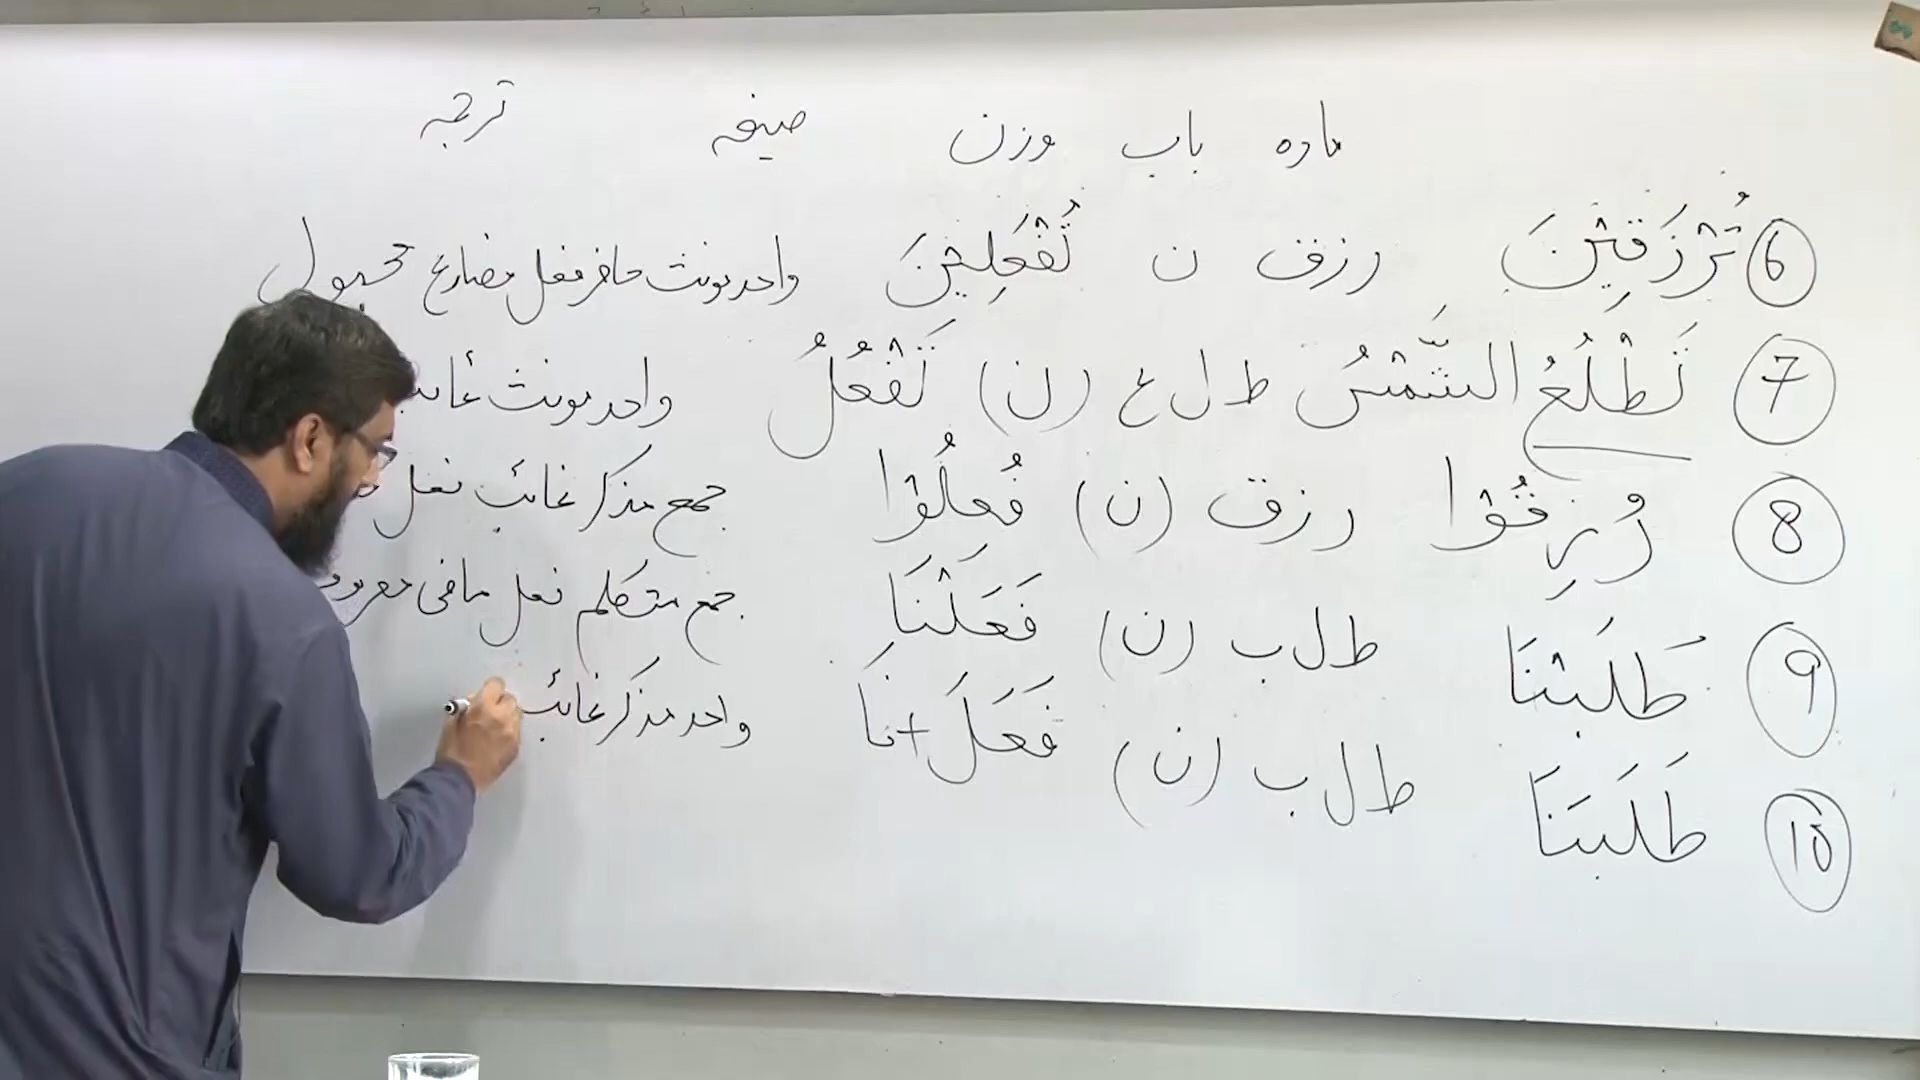 مادہ باب وزن صیغہ ترجمہ
6 تُرْزَقِيْنَ رزق ن تُفْعَلِيْنَ واحد مونث حاضر فعل مضارع مجہول
7 تَطْلُعُ الشَّمْسُ ط ل ع (ن) تَفْعُلُ واحد مونث غائب
8 رُزِقُوْا رزق (ن) فُعِلُوْا جمع مذکر غائب فعل
9 طَلَبْنَا ط ل ب (ن) فَعَلْنَا جمع متکلم فعل ماضی معروف
10 طَلَبَنَا ط ل ب (ن) فَعَلَ + نَا واحد مذکر غائب